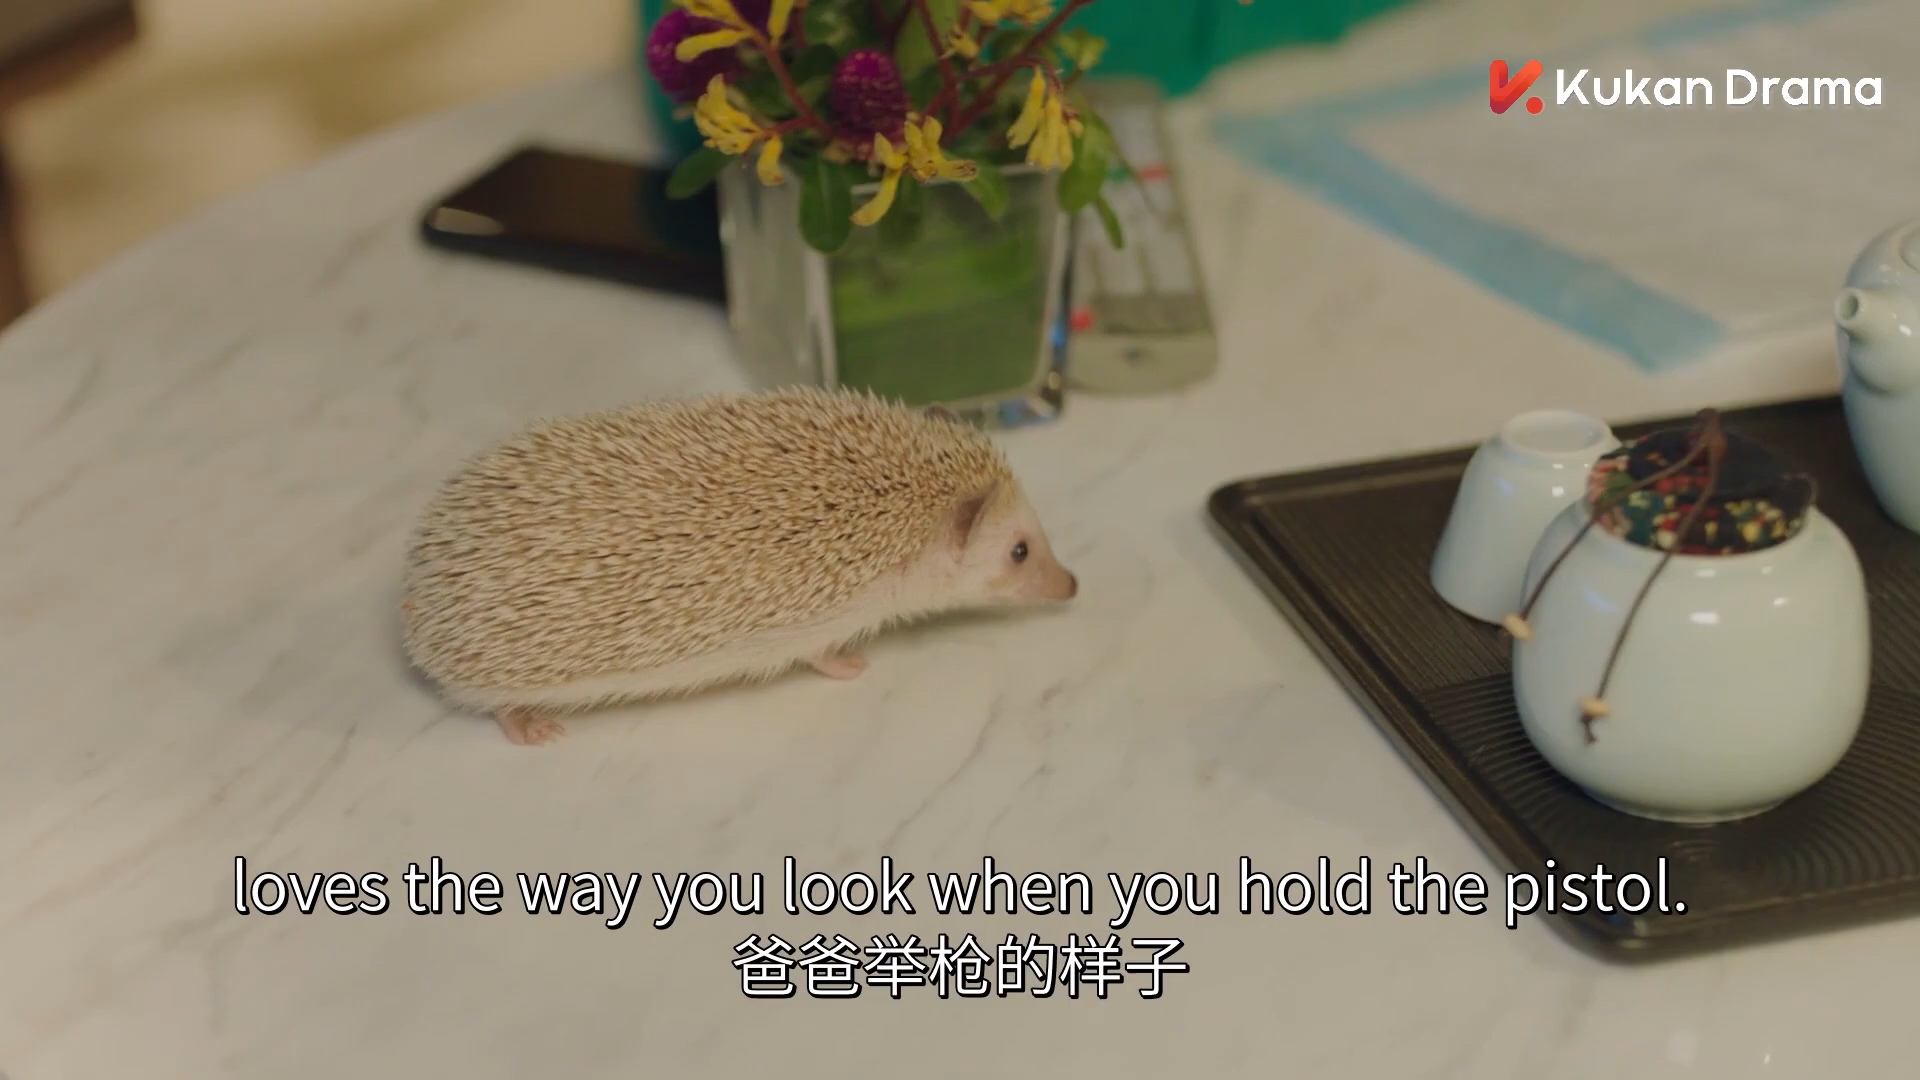 Kukan Drama
loves the way you look when you hold the pistol.
爸爸举枪的样子